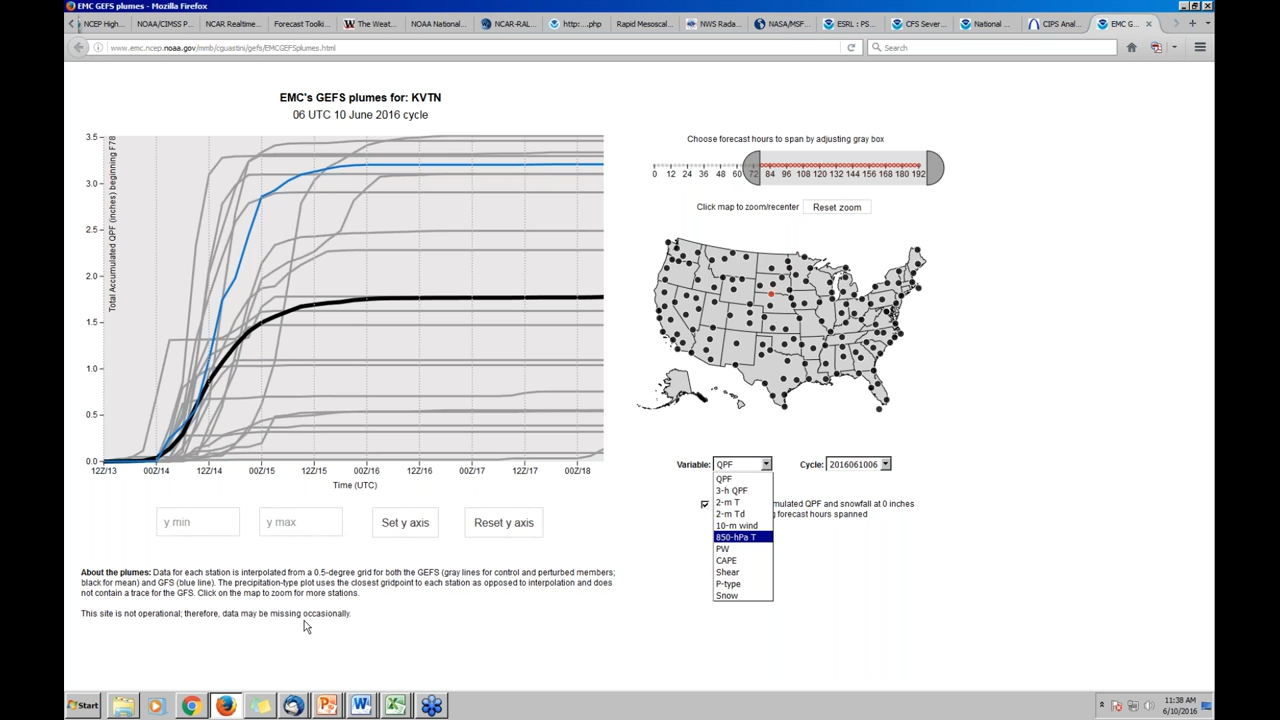 EMC GEFS plumes - Mozilla Firefox
NCEP High...
NOAA/CIMSS P...
NCAR Realtime...
Forecast Toolki...
The Weat...
NOAA National...
NCAR-RAL...
http:....php
Rapid Mesoscal...
NWS Rada...
NASA/MSF...
ESRL : PS...
CFS Sever...
National ...
CIPS Anal...
EMC G...
www.emc.ncep.noaa.gov/mmb/cguastini/gefs/EMCGEFSplumes.html
Search
EMC's GEFS plumes for: KVTN
06 UTC 10 June 2016 cycle
Total Accumulated QPF (inches) beginning F78
3.5
3.0
2.5
2.0
1.5
1.0
0.5
0.0
12Z/13 00Z/14 12Z/14 00Z/15 12Z/15 00Z/16 12Z/16 00Z/17 12Z/17 00Z/18
Time (UTC)
y min
y max
Set y axis
Reset y axis
About the plumes: Data for each station is interpolated from a 0.5-degree grid for both the GEFS (gray lines for control and perturbed members;
black for mean) and GFS (blue line). The precipitation-type plot uses the closest gridpoint to each station as opposed to interpolation and does
not contain a trace for the GFS. Click on the map to zoom for more stations.
This site is not operational; therefore, data may be missing occasionally.
Choose forecast hours to span by adjusting gray box
0 12 24 36 48 60 72 84 96 108 120 132 144 156 168 180 192
Click map to zoom/recenter
Reset zoom
Variable: QPF
Cycle: 2016061006
QPF
3-h QPF
2-m T
2-m Td
10-m wind
850-hPa T
PW
CAPE
Shear
P-type
Snow
mulated QPF and snowfall at 0 inches
forecast hours spanned
Start
11:38 AM
6/10/2016